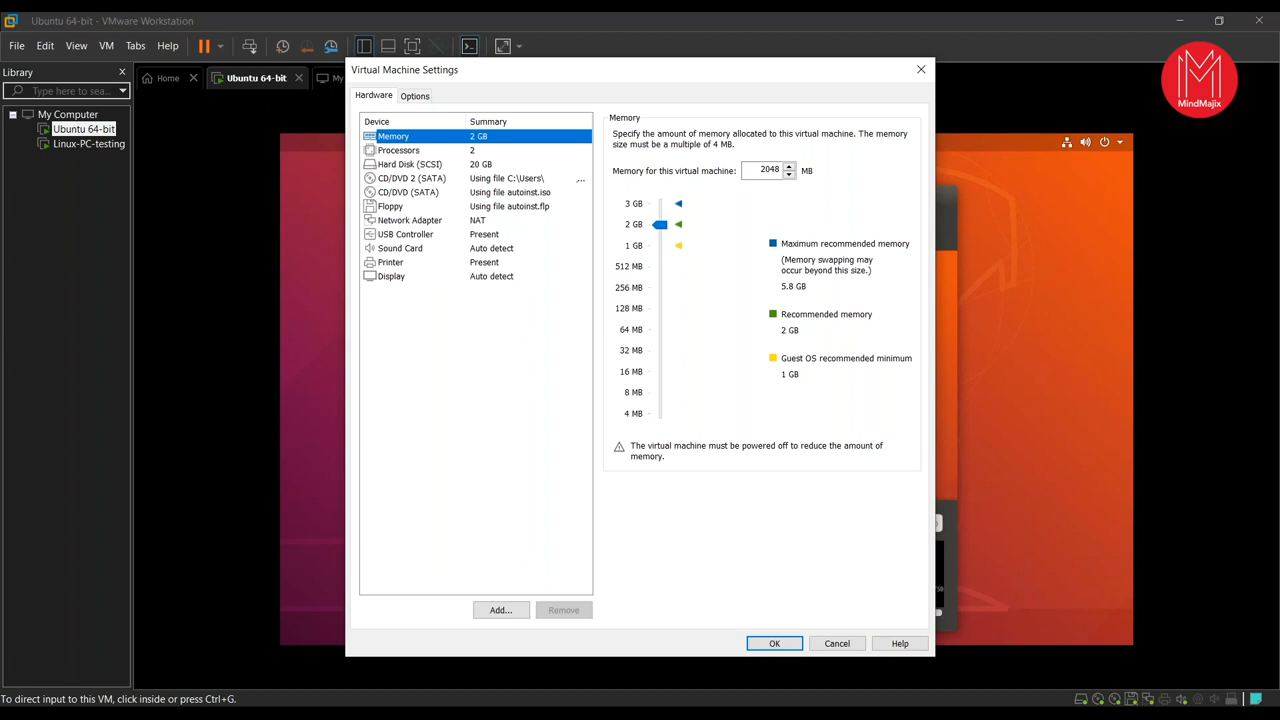 Ubuntu 64-bit - VMware Workstation
File Edit View VM Tabs Help
Library
Type here to sea...
My Computer
Ubuntu 64-bit
Linux-PC-testing
Home
Ubuntu 64-bit
My
MindMajix
Virtual Machine Settings
Hardware Options
Device Summary
Memory 2 GB
Processors 2
Hard Disk (SCSI) 20 GB
CD/DVD 2 (SATA) Using file C:\Users\ ...
CD/DVD (SATA) Using file autoinst.iso
Floppy Using file autoinst.flp
Network Adapter NAT
USB Controller Present
Sound Card Auto detect
Printer Present
Display Auto detect
Add... Remove
Memory
Specify the amount of memory allocated to this virtual machine. The memory
size must be a multiple of 4 MB.
Memory for this virtual machine: 2048 MB
3 GB
2 GB
1 GB
512 MB
256 MB
128 MB
64 MB
32 MB
16 MB
8 MB
4 MB
Maximum recommended memory
(Memory swapping may
occur beyond this size.)
5.8 GB
Recommended memory
2 GB
Guest OS recommended minimum
1 GB
The virtual machine must be powered off to reduce the amount of
memory.
OK Cancel Help
To direct input to this VM, click inside or press Ctrl+G.